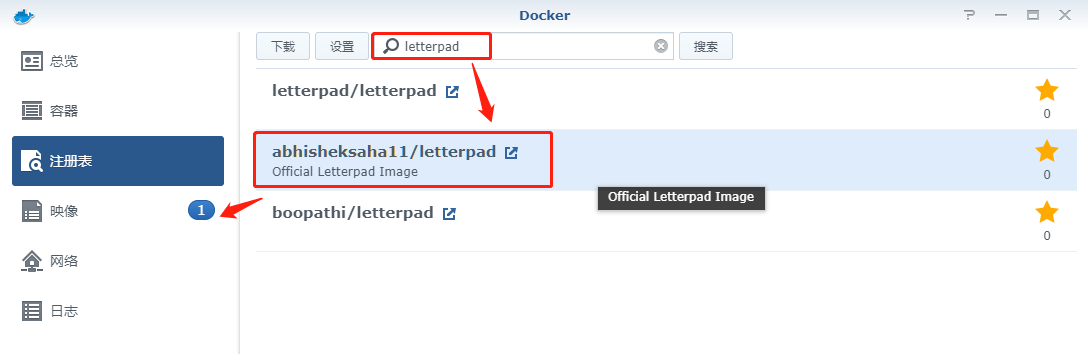 Docker
总览
容器
注册表
映像
1
网络
日志
下载
设置
letterpad
搜索
letterpad/letterpad
0
abhisheksaha11/letterpad
Official Letterpad Image
0
Official Letterpad Image
boopathi/letterpad
0